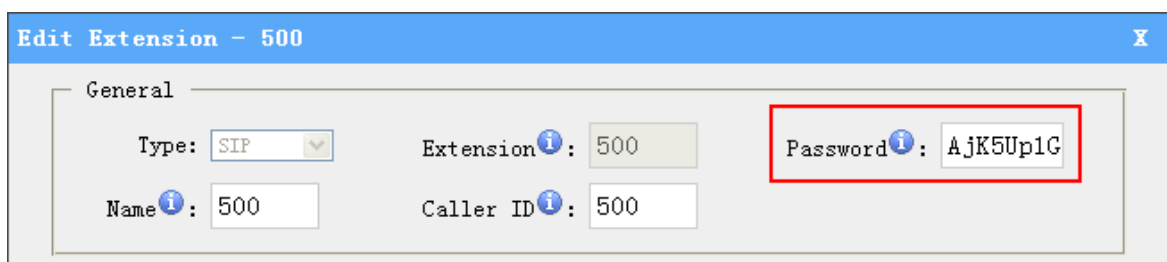 Edit Extension - 500 X
General
Type: SIP Extension i : 500 Password i : AjK5Up1G
Name i : 500 Caller ID i : 500